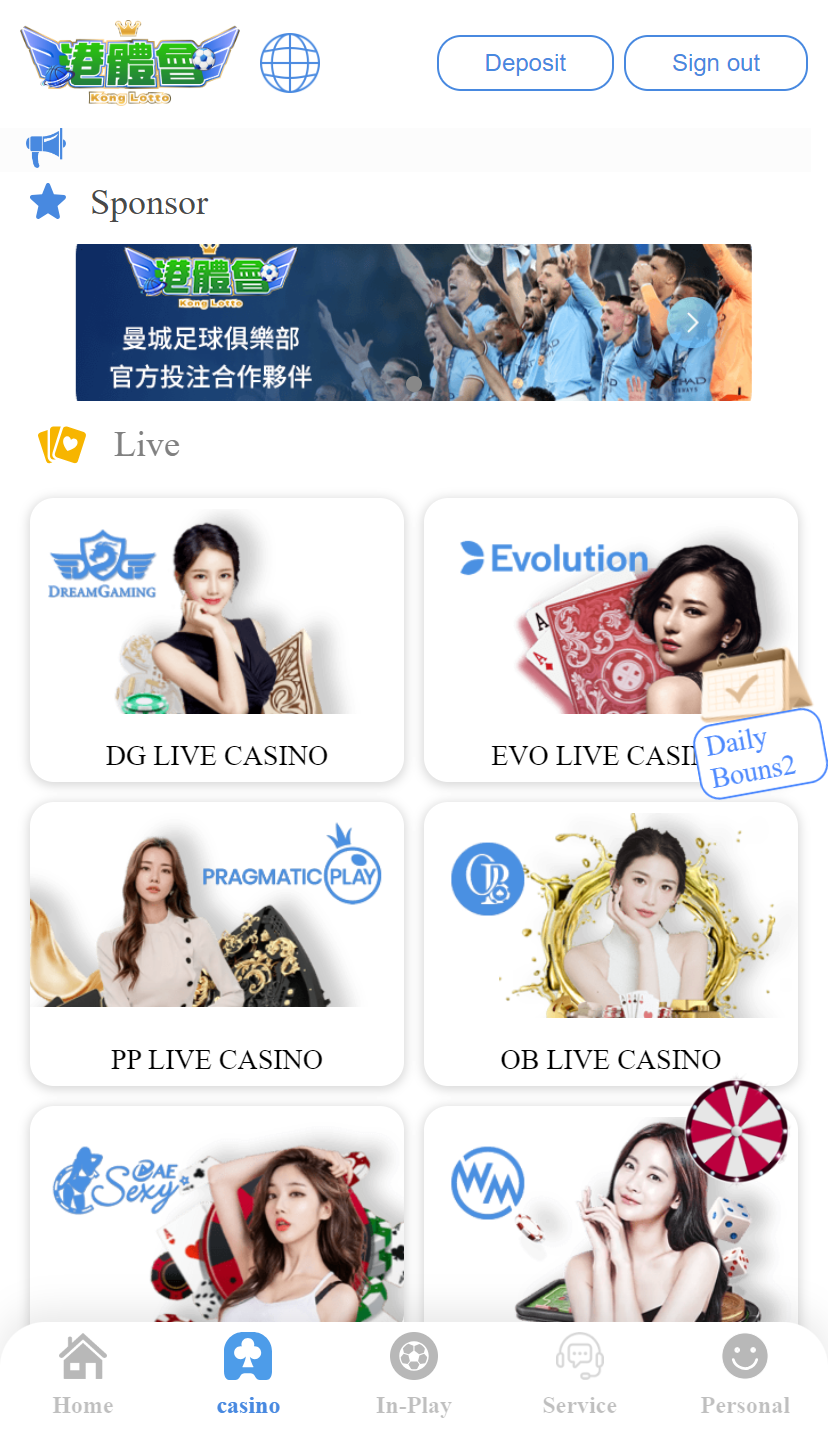 港體會
Kong Lotto
Deposit
Sign out
Sponsor
港體會
Kong Lotto
曼城足球俱樂部
官方投注合作夥伴
Live
DREAMGAMING
DG LIVE CASINO
Evolution
A
A
EVO LIVE CASI
Daily
Bouns2
PRAGMATIC PLAY
PP LIVE CASINO
OB LIVE CASINO
AE
Sexy
WM
Home
casino
In-Play
Service
Personal